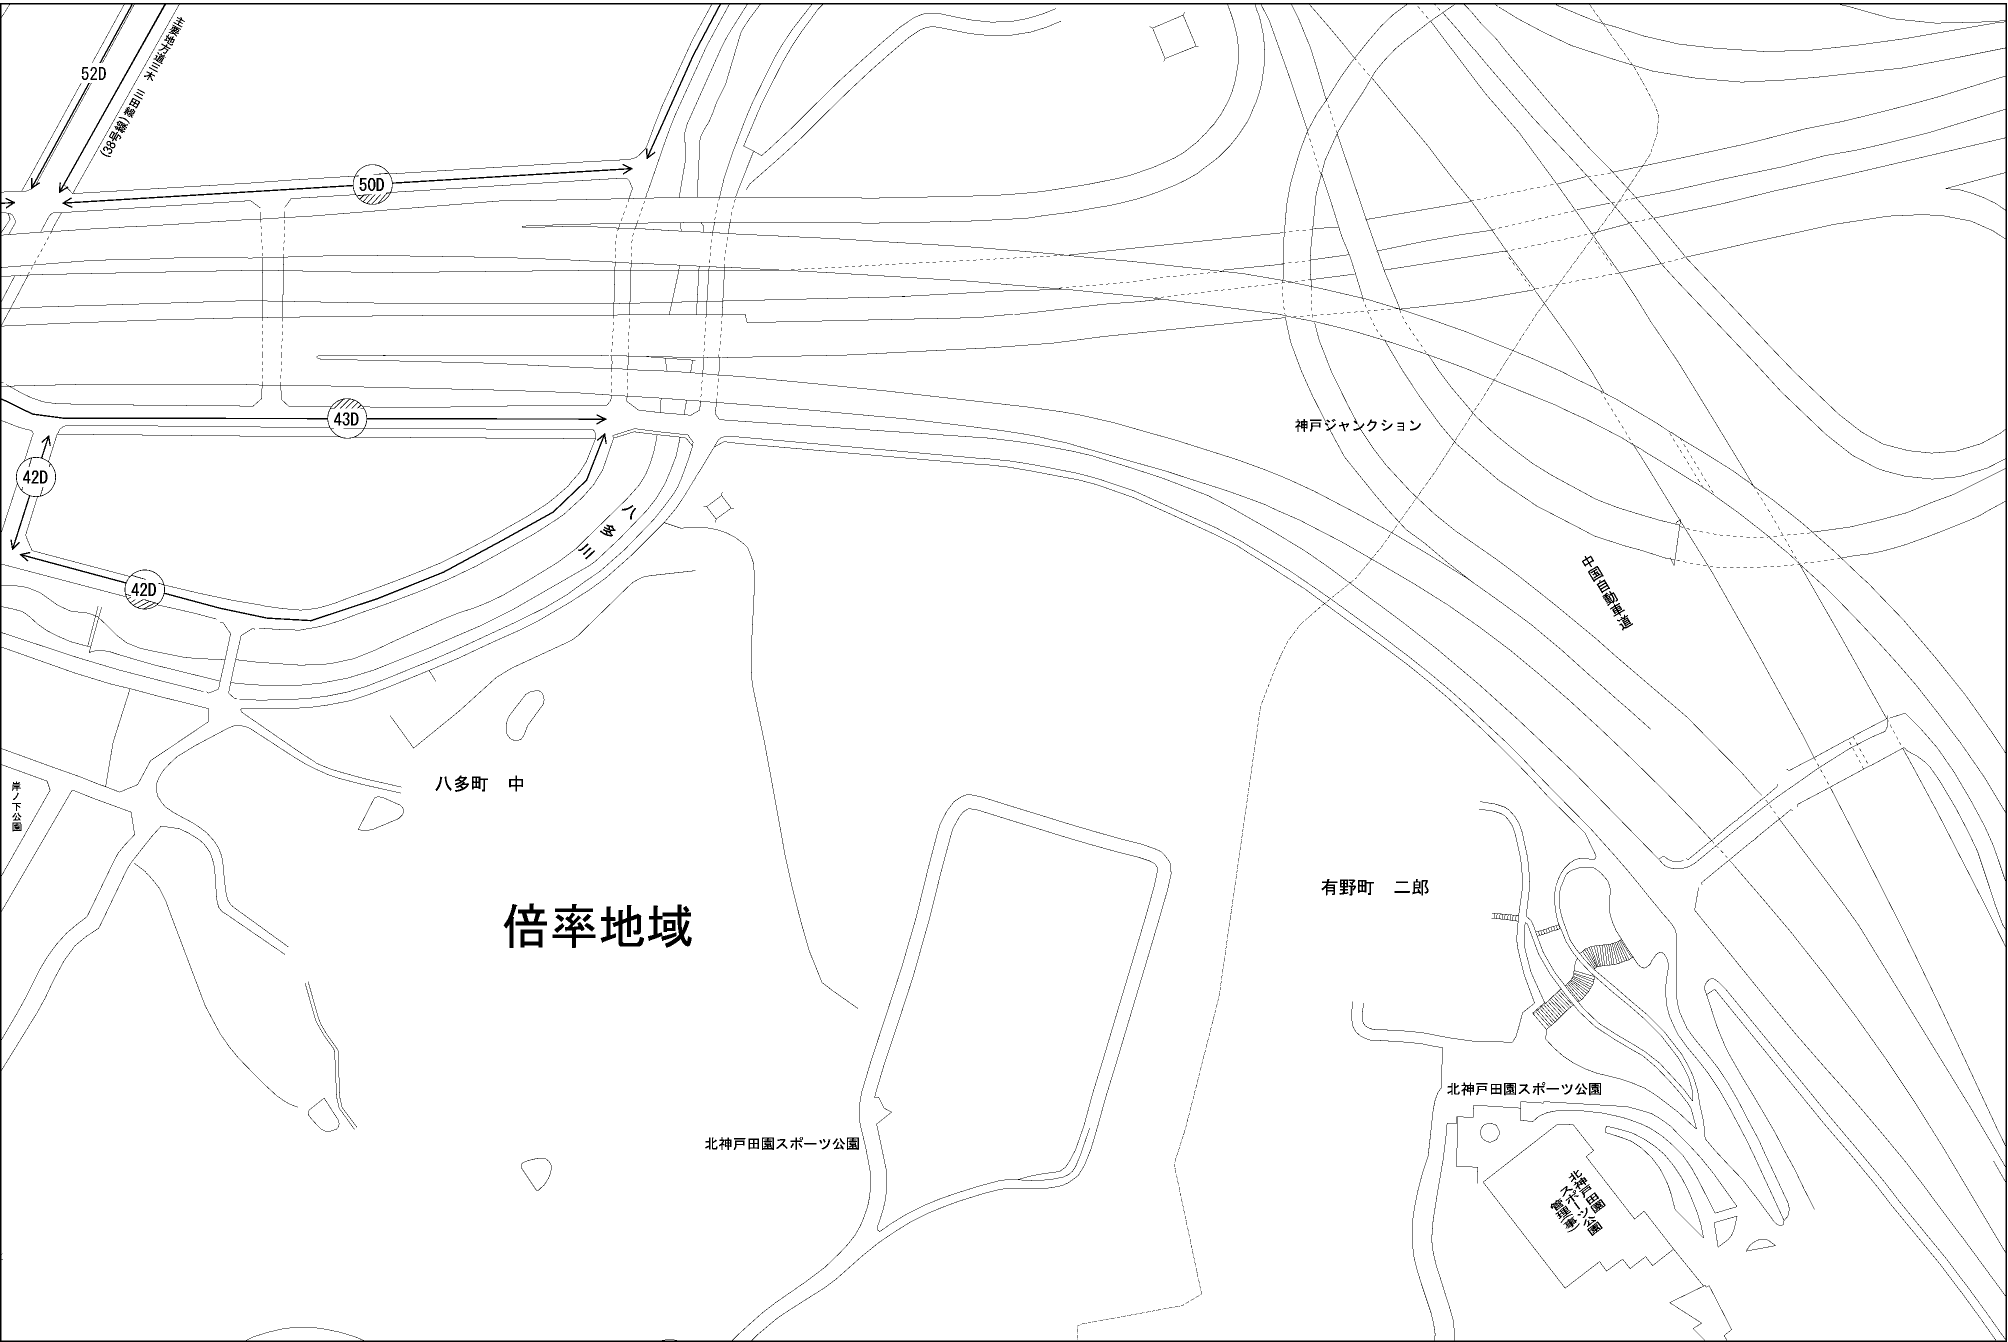 52D
主要地方道三木 三田線
(38号線)
50D
43D
神戸ジャンクション
42D
八多川
中国自動車道
42D
八多町 中
岸ノ下公園
有野町 二郎
倍率地域
北神戸田園スポーツ公園
北神戸田園スポーツ公園
北神戸田園
スポーツ公園
管理(事)